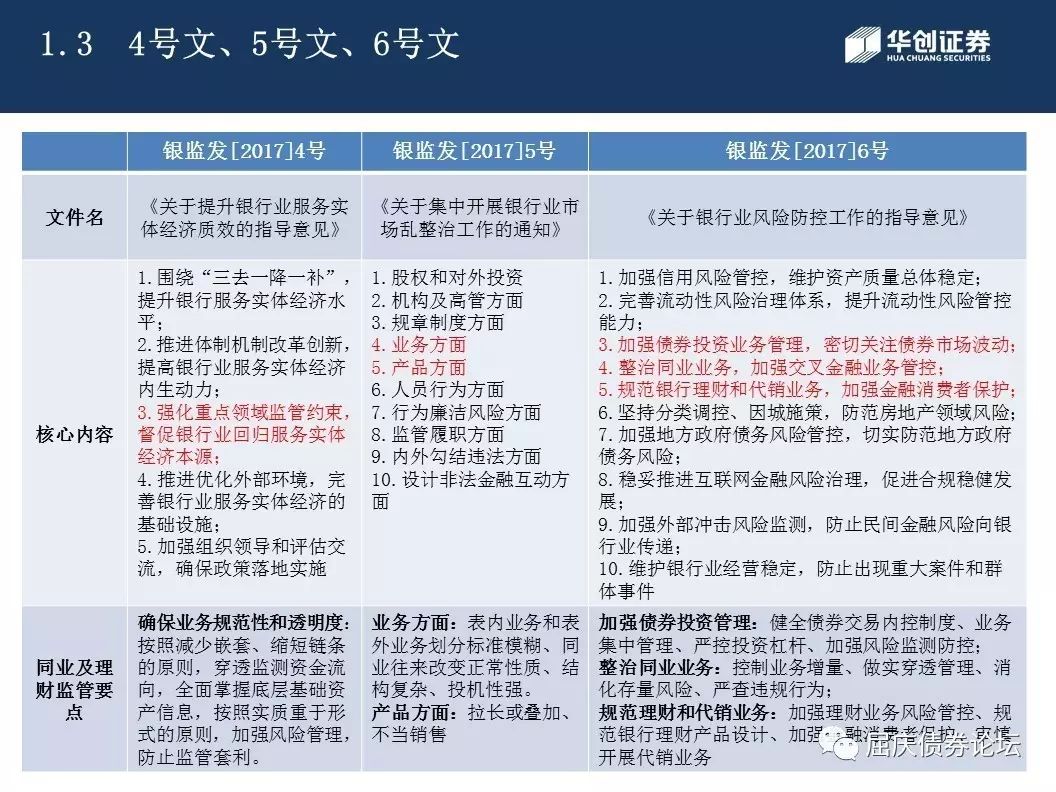 1.3 4号文、5号文、6号文
华创证券
HUA CHUANG SECURITIES
银监发[2017]4号
银监发[2017]5号
银监发[2017]6号
文件名
《关于提升银行业服务实
体经济质效的指导意见》
《关于集中开展银行业市
场乱整治工作的通知》
《关于银行业风险防控工作的指导意见》
核心内容
1.围绕“三去一降一补”，
提升银行服务实体经济水
平；
2.推进体制机制改革创新，
提高银行业服务实体经济
内生动力；
3.强化重点领域监管约束，
督促银行业回归服务实体
经济本源；
4.推进优化外部环境，完
善银行业服务实体经济的
基础设施；
5.加强组织领导和评估交
流，确保政策落地实施
1.股权和对外投资
2.机构及高管方面
3.规章制度方面
4.业务方面
5.产品方面
6.人员行为方面
7.行为廉洁风险方面
8.监管履职方面
9.内外勾结违法方面
10.设计非法金融互动方
面
1.加强信用风险管控，维护资产质量总体稳定；
2.完善流动性风险治理体系，提升流动性风险管控
能力；
3.加强债券投资业务管理，密切关注债券市场波动；
4.整治同业业务，加强交叉金融业务管控；
5.规范银行理财和代销业务，加强金融消费者保护；
6.坚持分类调控、因城施策，防范房地产领域风险；
7.加强地方政府债务风险管控，切实防范地方政府
债务风险；
8.稳妥推进互联网金融风险治理，促进合规稳健发
展；
9.加强外部冲击风险监测，防止民间金融风险向银
行业传递；
10.维护银行业经营稳定，防止出现重大案件和群
体事件
同业及理
财监管要
点
确保业务规范性和透明度：
按照减少嵌套、缩短链条
的原则，穿透监测资金流
向，全面掌握底层基础资
产信息，按照实质重于形
式的原则，加强风险管理，
防止监管套利。
业务方面：表内业务和表
外业务划分标准模糊、同
业往来改变正常性质、结
构复杂、投机性强。
产品方面：拉长或叠加、
不当销售
加强债券投资管理：健全债券交易内控制度、业务
集中管理、严控投资杠杆、加强风险监测防控；
整治同业业务：控制业务增量、做实穿透管理、消
化存量风险、严查违规行为；
规范理财和代销业务：加强理财业务风险管控、规
范银行理财产品设计、加强金融消费者保护、审慎
开展代销业务
屈庆债券论坛